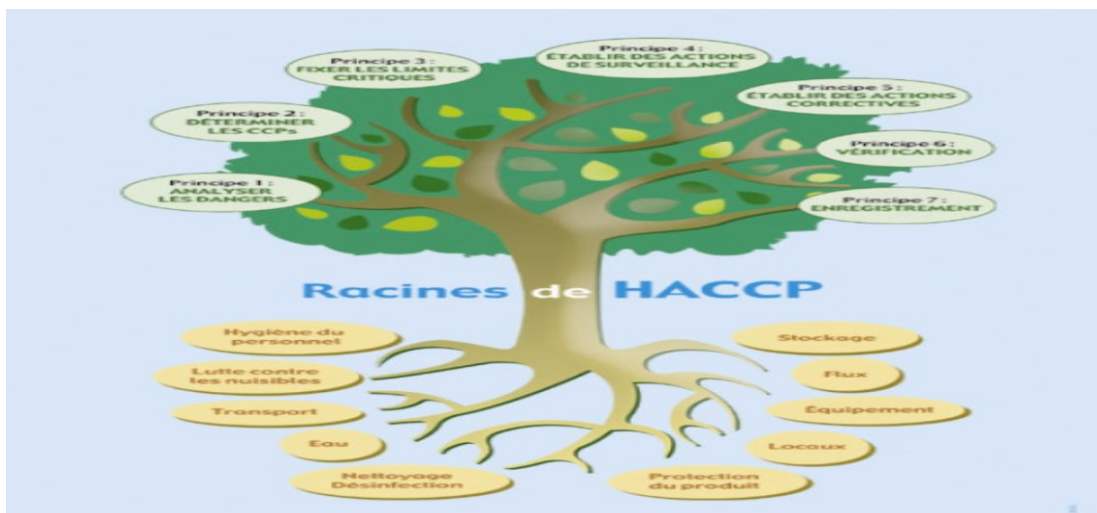 Principe 4 :
ÉTABLIR DES ACTIONS
DE SURVEILLANCE
Principe 3 :
FIXER LES LIMITES
CRITIQUES
Principe 5 :
ÉTABLIR DES ACTIONS
CORRECTIVES
Principe 2 :
DÉTERMINER
LES CCPs
Principe 6 :
VÉRIFICATION
Principe 1 :
ANALYSER
LES DANGERS
Principe 7 :
ENREGISTREMENT
Racines de HACCP
Hygiène du
personnel
Stockage
Lutte contre
les nuisibles
Flux
Transport
Équipement
Eau
Locaux
Nettoyage
Désinfection
Protection
du produit